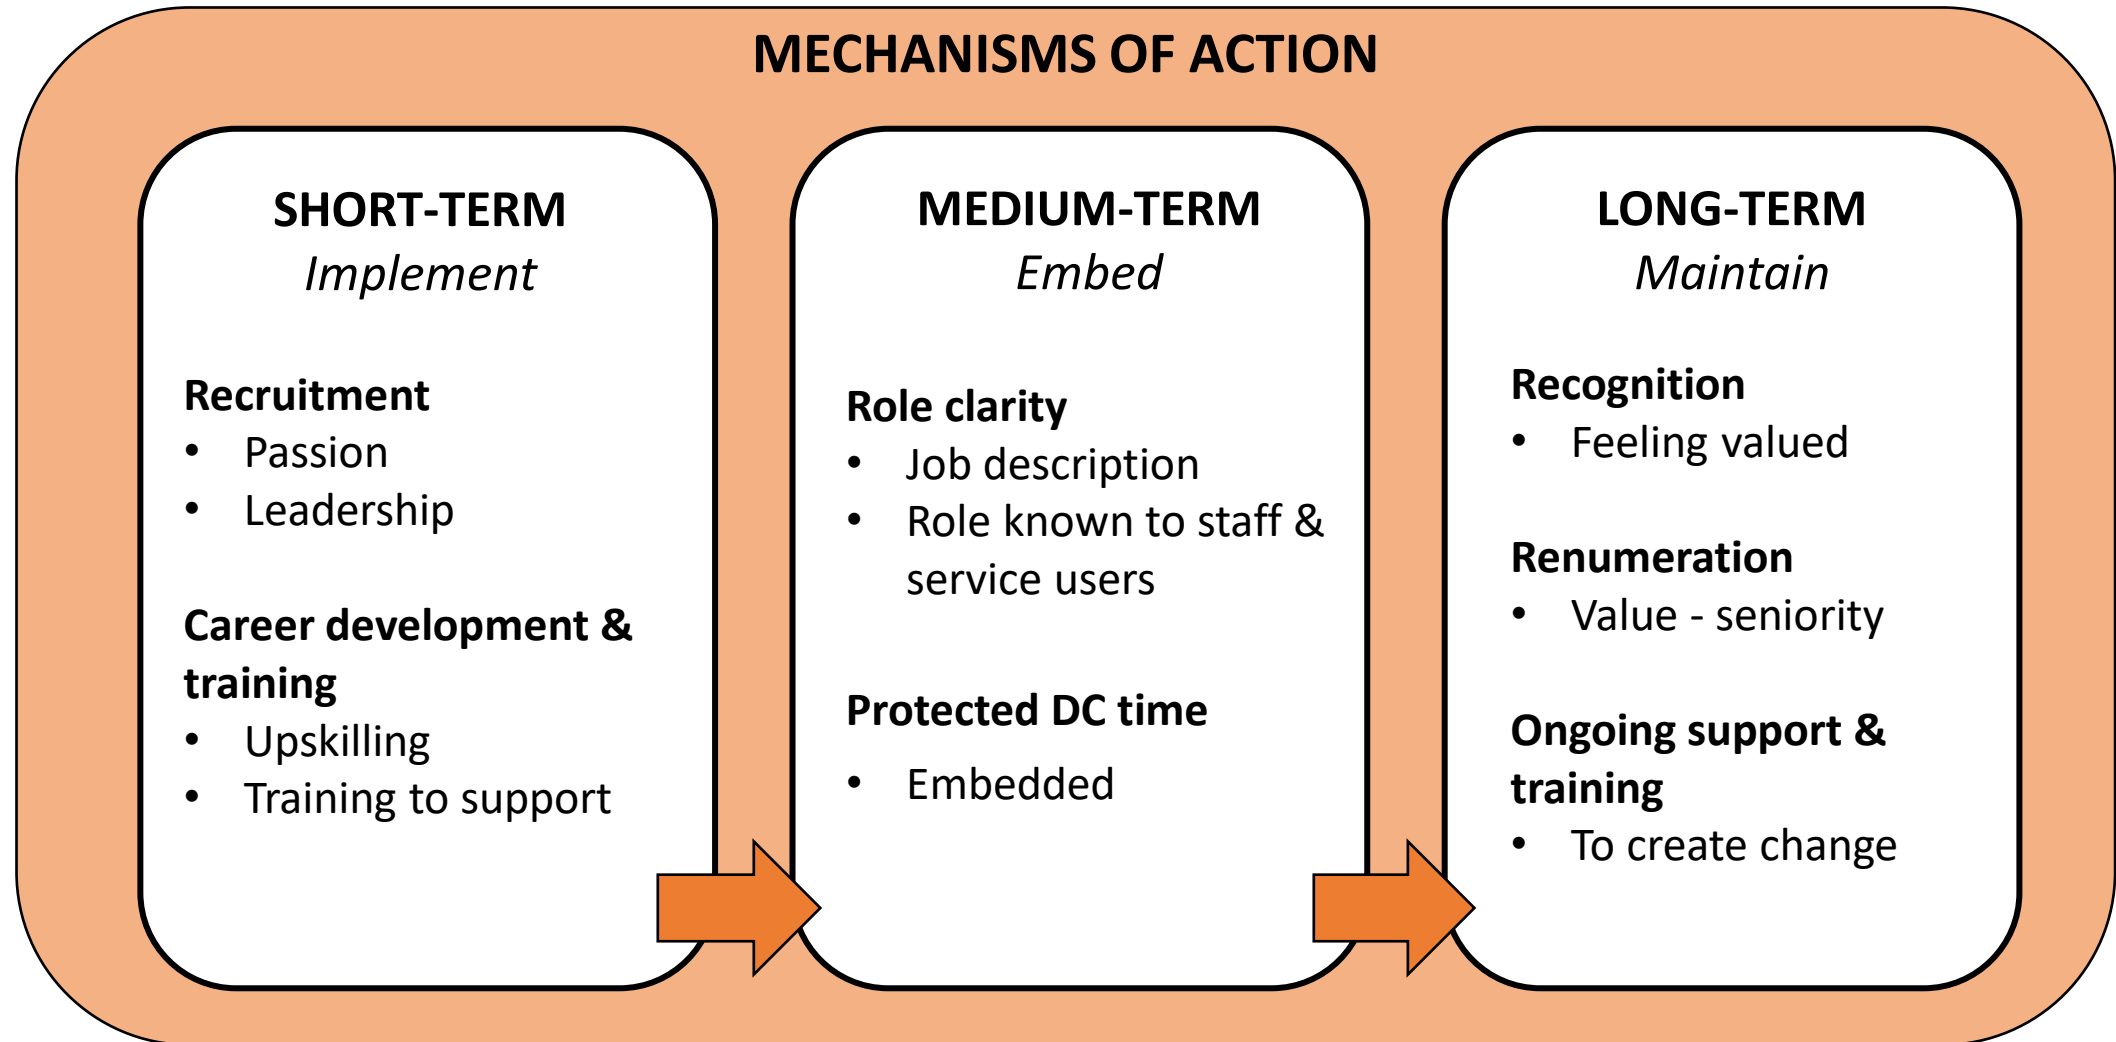 MECHANISMS OF ACTION
SHORT-TERM
Implement
Recruitment
• Passion
• Leadership
Career development &
training
• Upskilling
• Training to support
MEDIUM-TERM
Embed
Role clarity
• Job description
• Role known to staff &
service users
Protected DC time
• Embedded
LONG-TERM
Maintain
Recognition
• Feeling valued
Renumeration
• Value - seniority
Ongoing support &
training
• To create change